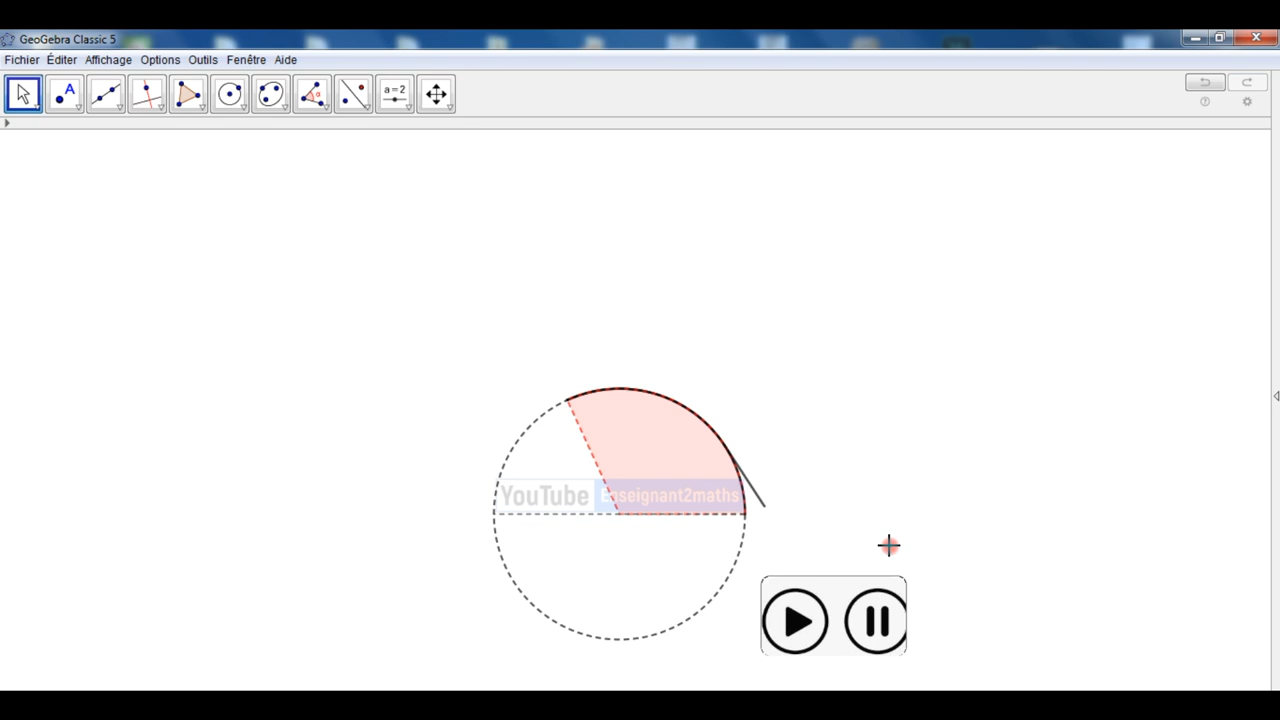 GeoGebra Classic 5
Fichier Éditer Affichage Options Outils Fenêtre Aide
A
α
a=2
YouTube Enseignant2maths